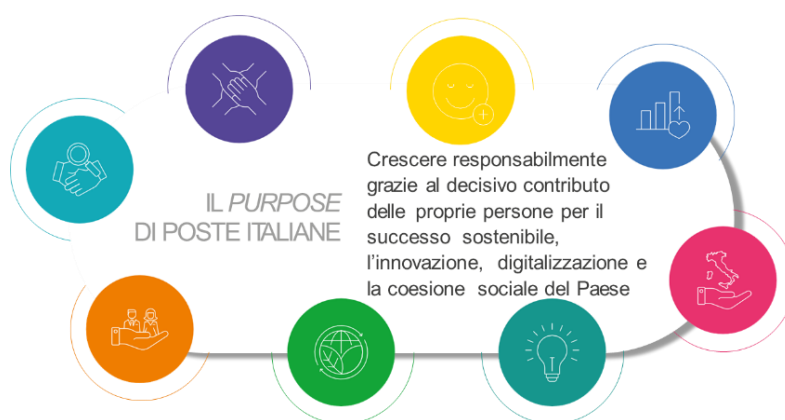 IL PURPOSE
DI POSTE ITALIANE
Crescere responsabilmente
grazie al decisivo contributo
delle proprie persone per il
successo sostenibile,
l’innovazione, digitalizzazione e
la coesione sociale del Paese